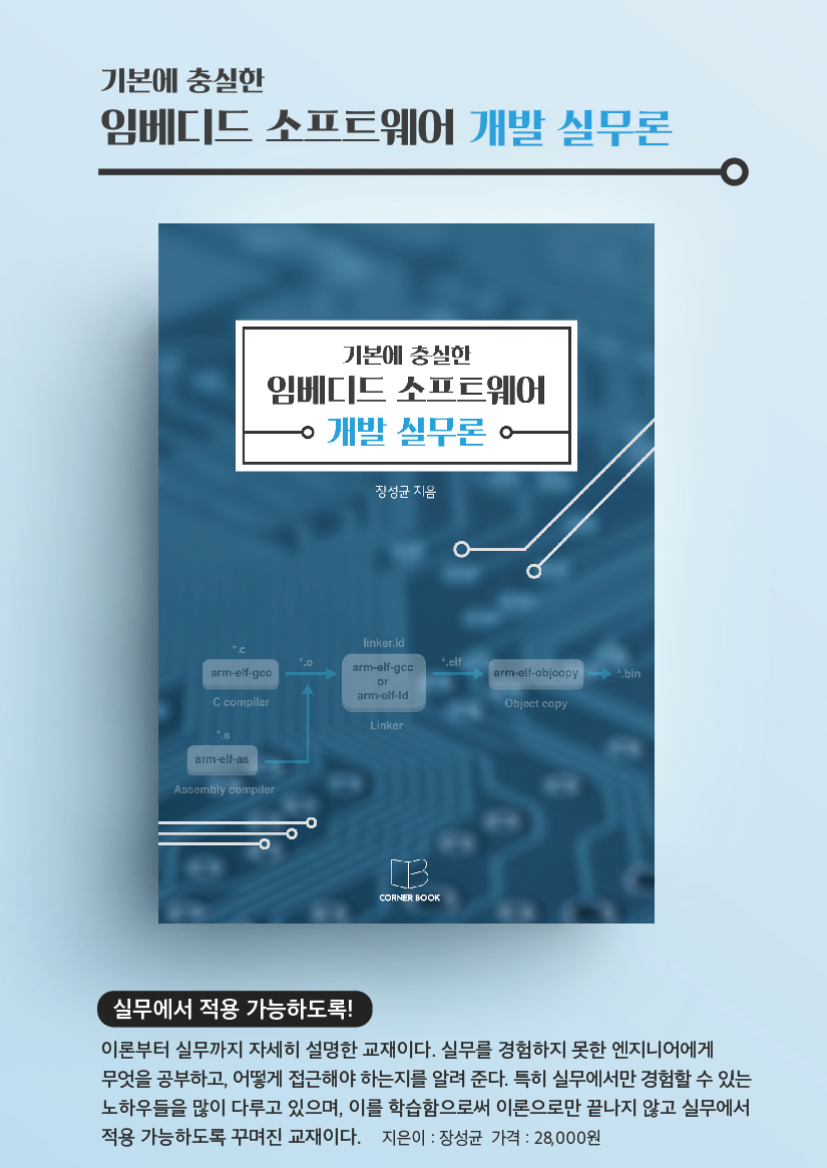 기본에 충실한
임베디드 소프트웨어 개발 실무론
기본에 충실한
임베디드 소프트웨어
개발 실무론
장성균 지음
linker.ld
*.c
*.o
*.elf
arm-elf-gcc
arm-elf-gcc
or
arm-elf-ld
arm-elf-objcopy
*.bin
C compiler
Object copy
Linker
*.s
arm-elf-as
Assembly compiler
CORNER BOOK
실무에서 적용 가능하도록!
이론부터 실무까지 자세히 설명한 교재이다. 실무를 경험하지 못한 엔지니어에게
무엇을 공부하고, 어떻게 접근해야 하는지를 알려 준다. 특히 실무에서만 경험할 수 있는
노하우들을 많이 다루고 있으며, 이를 학습함으로써 이론으로만 끝나지 않고 실무에서
적용 가능하도록 꾸며진 교재이다. 지은이 : 장성균 가격 : 28,000원